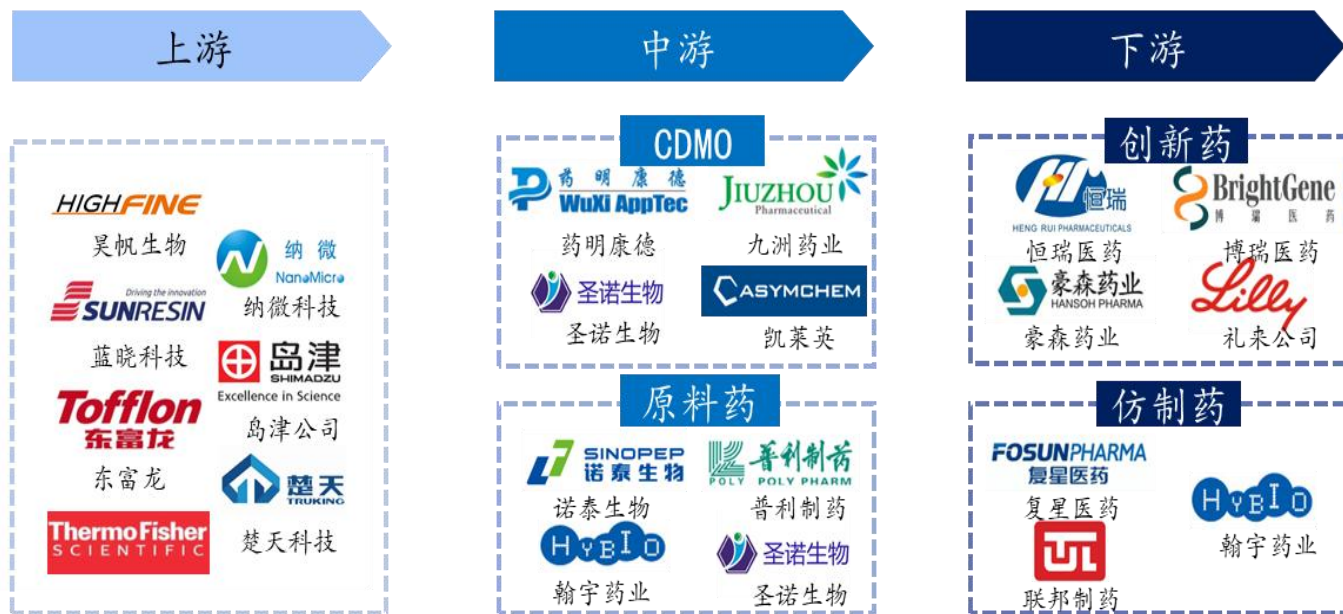 上游
HIGHFINE
昊帆生物
纳微
NanoMicro
纳微科技
Driving the innovation
SUNRESIN
蓝晓科技
岛津
SHIMADZU
Excellence in Science
岛津公司
Tofflon
东富龙
东富龙
楚天
TRUKING
楚天科技
ThermoFisher
SCIENTIFIC
中游
CDMO
药明康德
WuXi AppTec
药明康德
JIUZHOU
Pharmaceutical
九洲药业
圣诺生物
圣诺生物
ASYMCHEM
凯莱英
原料药
SINOPEP
诺泰生物
诺泰生物
普利制药
POLY POLY PHARM
普利制药
HYBIO
翰宇药业
圣诺生物
圣诺生物
下游
创新药
恒瑞
HENG RUI PHARMACEUTICALS
恒瑞医药
BrightGene
博瑞医药
博瑞医药
豪森药业
HANSOH PHARMA
豪森药业
Lilly
礼来公司
仿制药
FOSUNPHARMA
复星医药
复星医药
HYBIO
翰宇药业
TUL
联邦制药